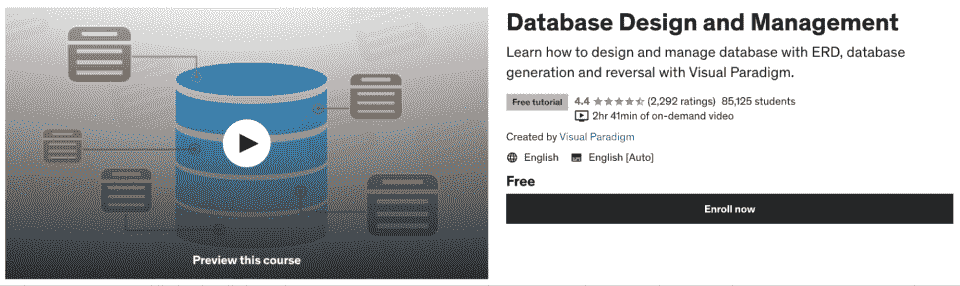 Database Design and Management
Learn how to design and manage database with ERD, database
generation and reversal with Visual Paradigm.
Free tutorial 4.4 (2,292 ratings) 85,125 students
2hr 41min of on-demand video
Created by Visual Paradigm
English English [Auto]
Free
Enroll now
Preview this course